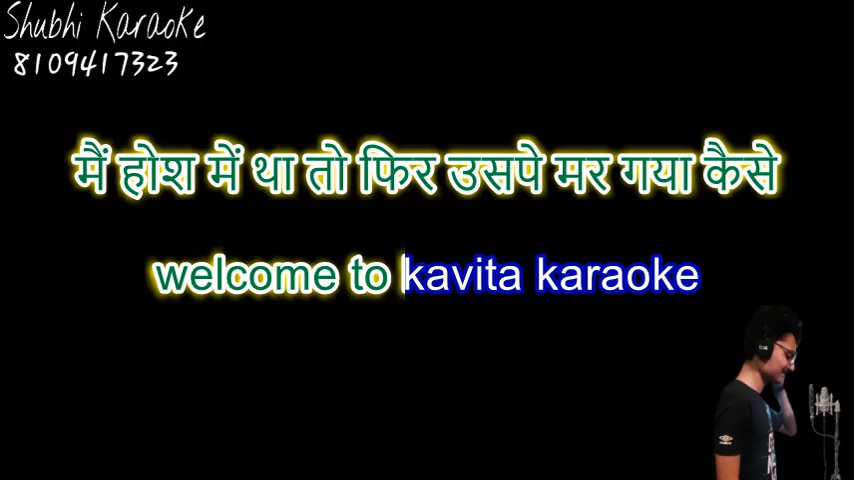 Shubhi Karaoke
8109417323
मैं होश में था तो फिर उसपे मर गया कैसे
welcome to kavita karaoke